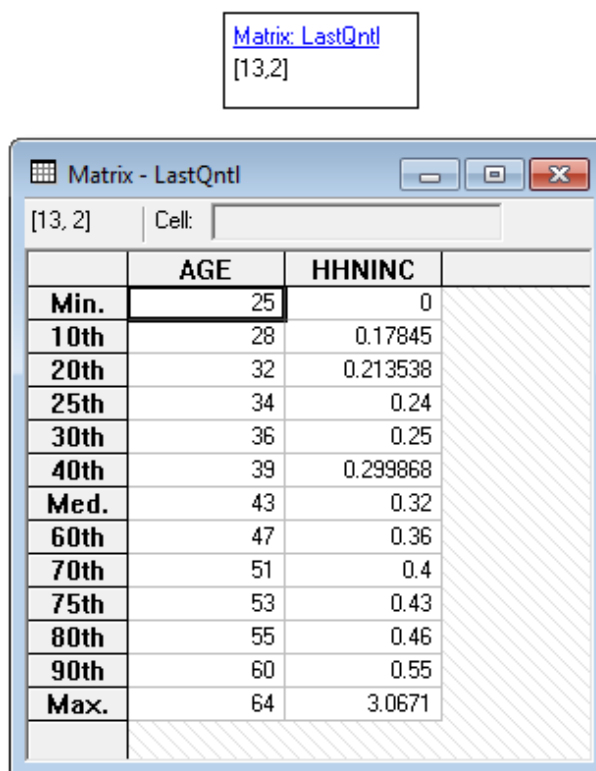 Matrix: LastQntl
[13,2]
Matrix - LastQntl
[13, 2] Cell:
AGE HHNINC
Min. 25 0
10th 28 0.17845
20th 32 0.213538
25th 34 0.24
30th 36 0.25
40th 39 0.299868
Med. 43 0.32
60th 47 0.36
70th 51 0.4
75th 53 0.43
80th 55 0.46
90th 60 0.55
Max. 64 3.0671